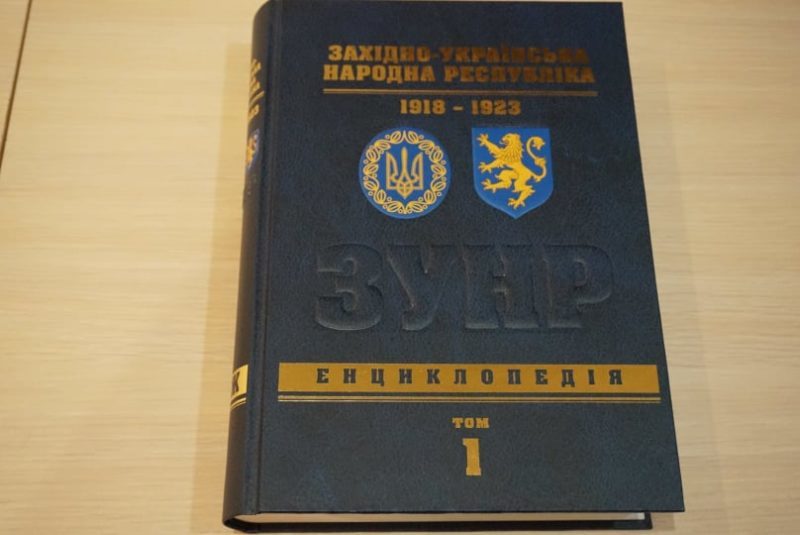 ЗАХІДНО-УКРАЇНСЬКА
НАРОДНА РЕСПУБЛІКА
1918 – 1923
ЗУНР
ЕНЦИКЛОПЕДІЯ
ТОМ
1